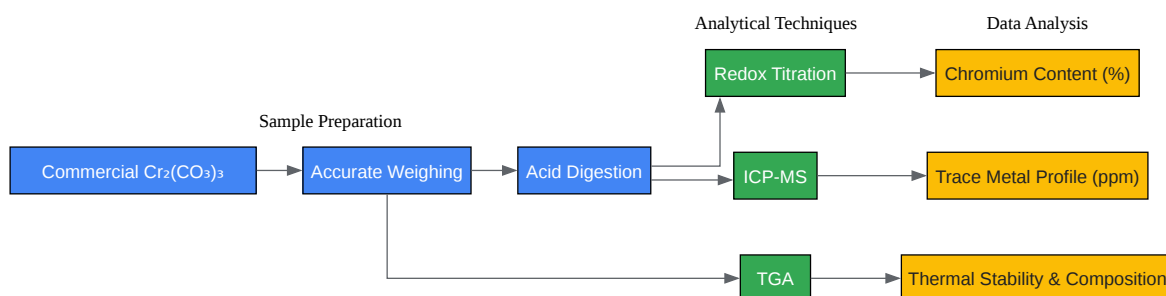 Analytical Techniques
Data Analysis
Redox Titration
Chromium Content (%)
Sample Preparation
Commercial Cr₂(CO₃)₃
Accurate Weighing
Acid Digestion
ICP-MS
Trace Metal Profile (ppm)
TGA
Thermal Stability & Composition